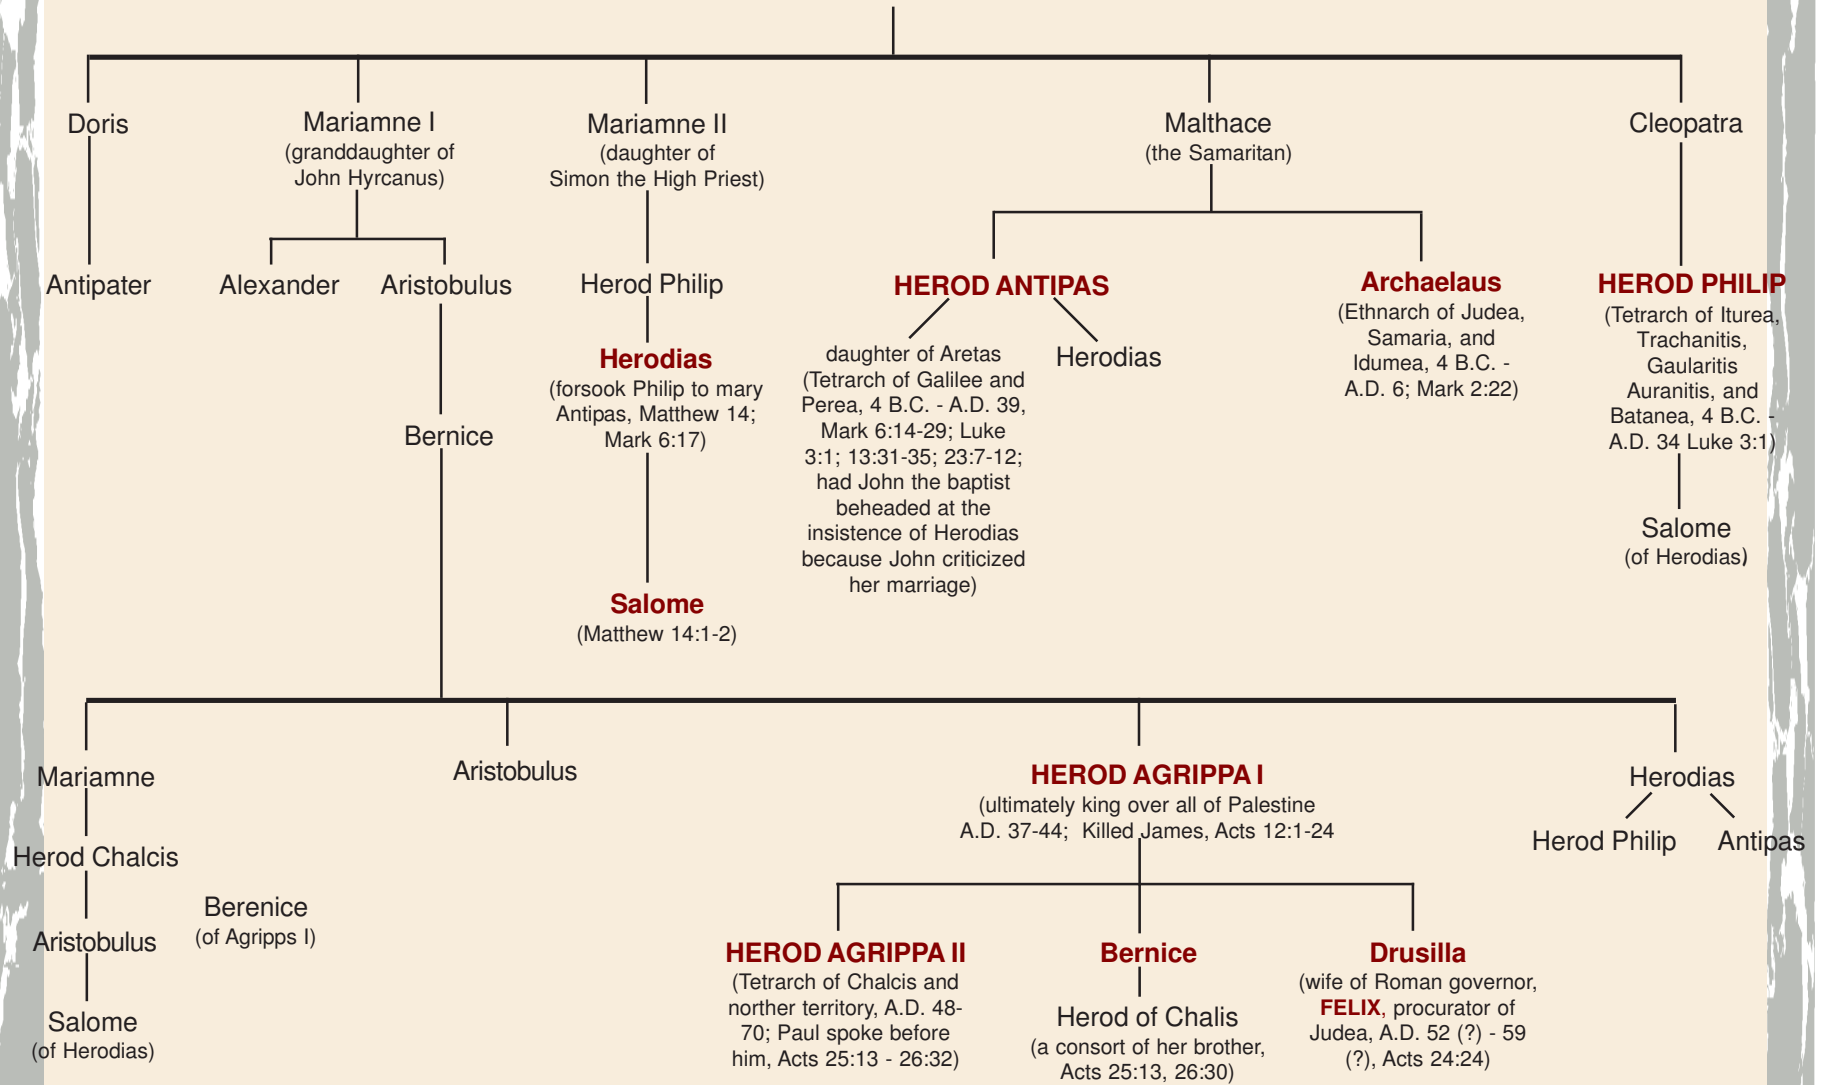 Doris
Mariamne I
(granddaughter of
John Hyrcanus)
Mariamne II
(daughter of
Simon the High Priest)
Malthace
(the Samaritan)
Cleopatra
Antipater
Alexander
Aristobulus
Herod Philip
HEROD ANTIPAS
Archaelaus
(Ethnarch of Judea,
Samaria, and
Idumea, 4 B.C. -
A.D. 6; Mark 2:22)
HEROD PHILIP
(Tetrarch of Iturea,
Trachanitis,
Gaularitis
Auranitis, and
Batanea, 4 B.C. -
A.D. 34 Luke 3:1)
Herodias
(forsook Philip to mary
Antipas, Matthew 14;
Mark 6:17)
daughter of Aretas
(Tetrarch of Galilee and
Perea, 4 B.C. - A.D. 39,
Mark 6:14-29; Luke
3:1; 13:31-35; 23:7-12;
had John the baptist
beheaded at the
insistence of Herodias
because John criticized
her marriage)
Herodias
Bernice
Salome
(of Herodias)
Salome
(Matthew 14:1-2)
Mariamne
Aristobulus
HEROD AGRIPPA I
(ultimately king over all of Palestine
A.D. 37-44; Killed James, Acts 12:1-24
Herodias
Herod Philip
Antipas
Herod Chalcis
Berenice
(of Agripps I)
Aristobulus
Salome
(of Herodias)
HEROD AGRIPPA II
(Tetrarch of Chalcis and
norther territory, A.D. 48-
70; Paul spoke before
him, Acts 25:13 - 26:32)
Bernice
Herod of Chalis
(a consort of her brother,
Acts 25:13, 26:30)
Drusilla
(wife of Roman governor,
FELIX, procurator of
Judea, A.D. 52 (?) - 59
(?), Acts 24:24)